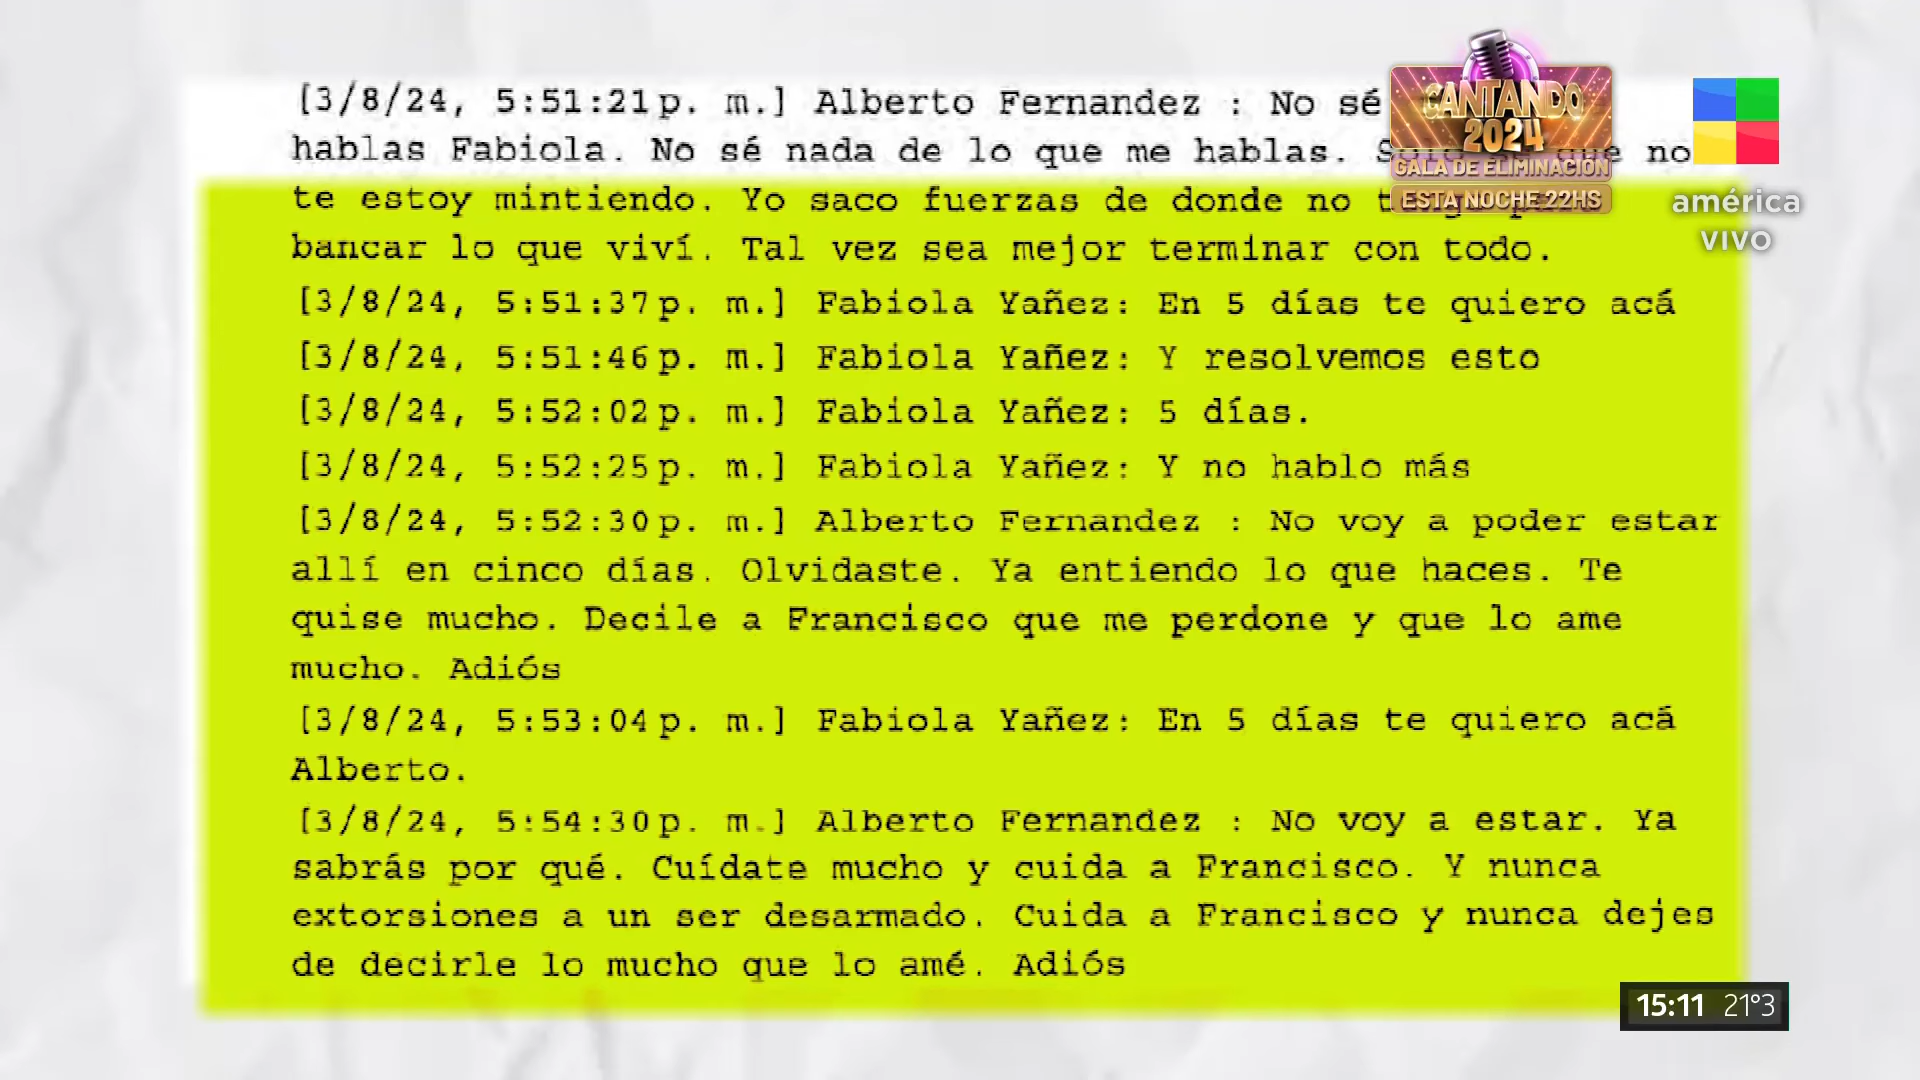 [3/8/24, 5:51:21 p. m.] Alberto Fernandez : No sé
hablas Fabiola. No sé nada de lo que me hablas. no
te estoy mintiendo. Yo saco fuerzas de donde no
bancar lo que viví. Tal vez sea mejor terminar con todo.
[3/8/24, 5:51:37 p. m.] Fabiola Yañez: En 5 días te quiero acá
[3/8/24, 5:51:46 p. m.] Fabiola Yañez: Y resolvemos esto
[3/8/24, 5:52:02 p. m.] Fabiola Yañez: 5 días.
[3/8/24, 5:52:25 p. m.] Fabiola Yañez: Y no hablo más
[3/8/24, 5:52:30 p. m.] Alberto Fernandez : No voy a poder estar
allí en cinco días. Olvidaste. Ya entiendo lo que haces. Te
quise mucho. Decile a Francisco que me perdone y que lo ame
mucho. Adiós
[3/8/24, 5:53:04 p. m.] Fabiola Yañez: En 5 días te quiero acá
Alberto.
[3/8/24, 5:54:30 p. m.] Alberto Fernandez : No voy a estar. Ya
sabrás por qué. Cuídate mucho y cuida a Francisco. Y nunca
extorsiones a un ser desarmado. Cuida a Francisco y nunca dejes
de decirle lo mucho que lo amé. Adiós
CANTANDO
2024
GALA DE ELIMINACIÓN
ESTA NOCHE 22HS
américa
VIVO
15:11 21°3